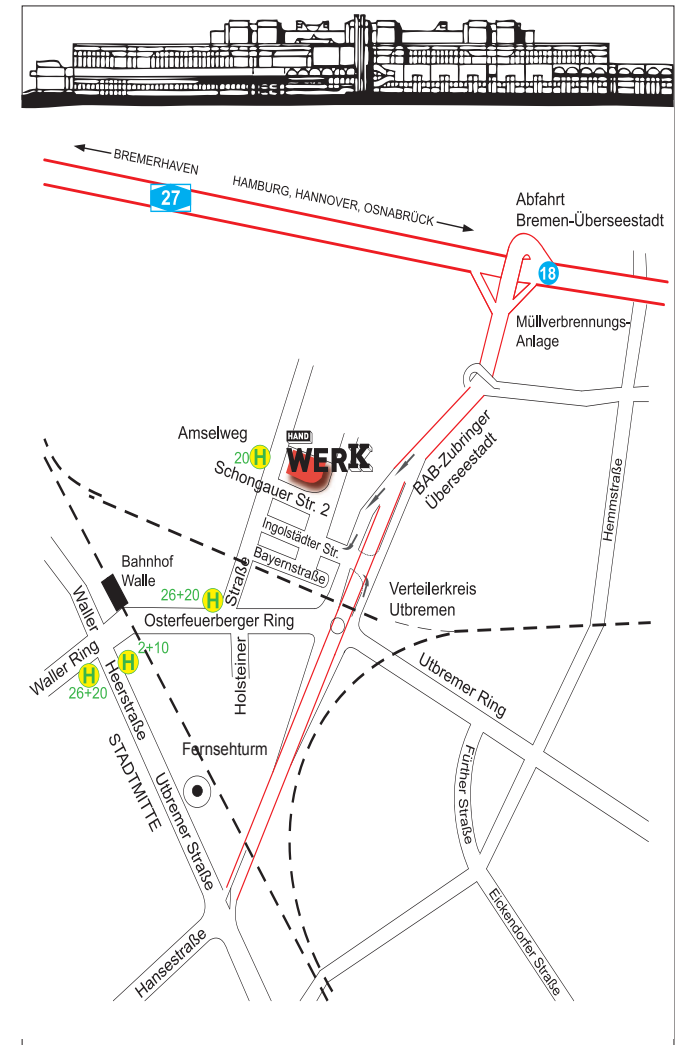 BREMERHAVEN
27
HAMBURG, HANNOVER, OSNABRÜCK
Abfahrt
Bremen-Überseestadt
18
Müllverbrennungs-
Anlage
Amselweg
20 H
HAND
WERK
Schongauer Str. 2
BAB-Zubringer
Überseestadt
Hemmstraße
Ingolstädter Str.
Bayernstraße
Bahnhof
Walle
26+20 H
Holsteiner Straße
Verteilerkreis
Utbremen
Osterfeuerberger Ring
Waller Heerstraße
Waller Ring
H 2+10
H
26+20
Utbremer Ring
STADTMITTE
Fernsehturm
Utbremer Straße
Fürther Straße
Hansestraße
Eickendorfer Straße